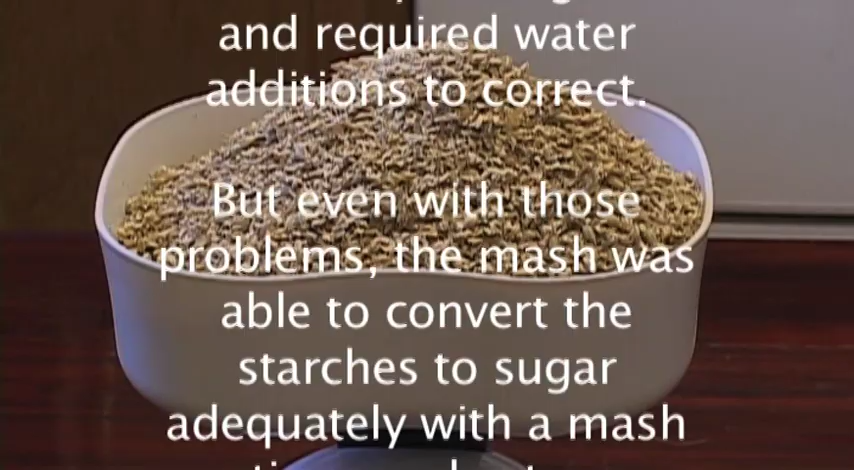 and required water
additions to correct.
But even with those
problems, the mash was
able to convert the
starches to sugar
adequately with a mash